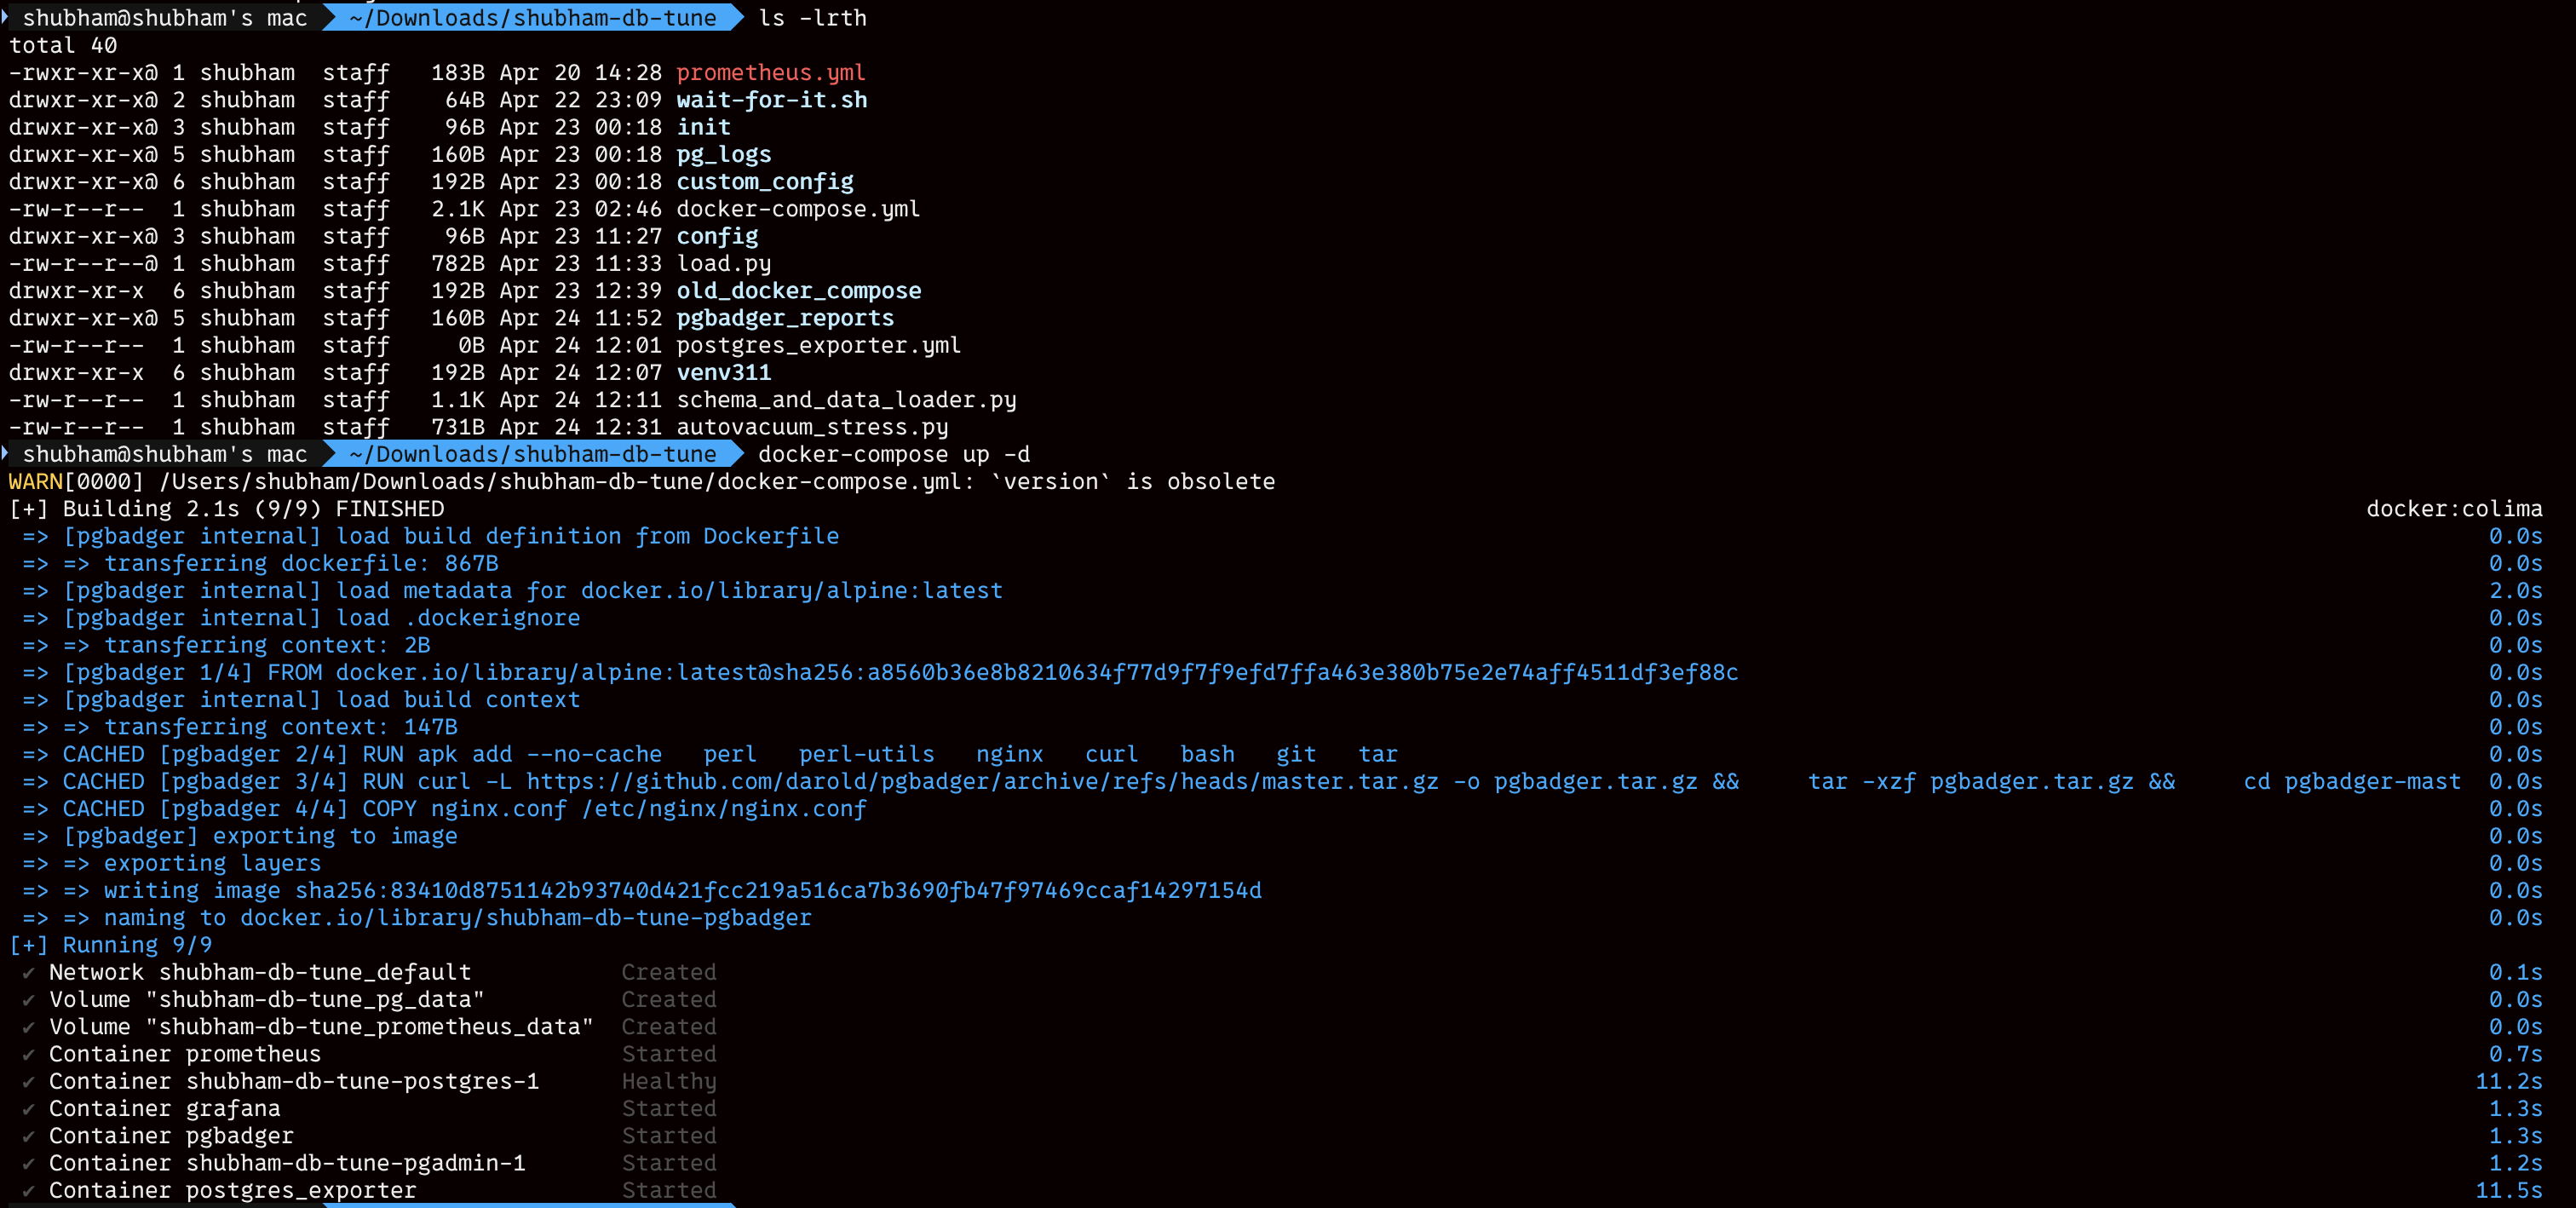 shubham@shubham's mac ~/Downloads/shubham-db-tune ls -lrth
total 40
-rwxr-xr-x@ 1 shubham staff 183B Apr 20 14:28 prometheus.yml
drwxr-xr-x@ 2 shubham staff 64B Apr 22 23:09 wait-for-it.sh
drwxr-xr-x@ 3 shubham staff 96B Apr 23 00:18 init
drwxr-xr-x@ 5 shubham staff 160B Apr 23 00:18 pg_logs
drwxr-xr-x@ 6 shubham staff 192B Apr 23 00:18 custom_config
-rw-r--r-- 1 shubham staff 2.1K Apr 23 02:46 docker-compose.yml
drwxr-xr-x@ 3 shubham staff 96B Apr 23 11:27 config
-rw-r--r--@ 1 shubham staff 782B Apr 23 11:33 load.py
drwxr-xr-x 6 shubham staff 192B Apr 23 12:39 old_docker_compose
drwxr-xr-x@ 5 shubham staff 160B Apr 24 11:52 pgbadger_reports
-rw-r--r-- 1 shubham staff 0B Apr 24 12:01 postgres_exporter.yml
drwxr-xr-x 6 shubham staff 192B Apr 24 12:07 venv311
-rw-r--r-- 1 shubham staff 1.1K Apr 24 12:11 schema_and_data_loader.py
-rw-r--r-- 1 shubham staff 731B Apr 24 12:31 autovacuum_stress.py
shubham@shubham's mac ~/Downloads/shubham-db-tune docker-compose up -d
WARN[0000] /Users/shubham/Downloads/shubham-db-tune/docker-compose.yml: `version` is obsolete
[+] Building 2.1s (9/9) FINISHED docker:colima
=> [pgbadger internal] load build definition from Dockerfile 0.0s
=> => transferring dockerfile: 867B 0.0s
=> [pgbadger internal] load metadata for docker.io/library/alpine:latest 2.0s
=> [pgbadger internal] load .dockerignore 0.0s
=> => transferring context: 2B 0.0s
=> [pgbadger 1/4] FROM docker.io/library/alpine:latest@sha256:a8560b36e8b8210634f77d9f7f9efd7ffa463e380b75e2e74aff4511df3ef88c 0.0s
=> [pgbadger internal] load build context 0.0s
=> => transferring context: 147B 0.0s
=> CACHED [pgbadger 2/4] RUN apk add --no-cache perl perl-utils nginx curl bash git tar 0.0s
=> CACHED [pgbadger 3/4] RUN curl -L https://github.com/darold/pgbadger/archive/refs/heads/master.tar.gz -o pgbadger.tar.gz && tar -xzf pgbadger.tar.gz && cd pgbadger-mast 0.0s
=> CACHED [pgbadger 4/4] COPY nginx.conf /etc/nginx/nginx.conf 0.0s
=> [pgbadger] exporting to image 0.0s
=> => exporting layers 0.0s
=> => writing image sha256:83410d8751142b93740d421fcc219a516ca7b3690fb47f97469ccaf14297154d 0.0s
=> => naming to docker.io/library/shubham-db-tune-pgbadger 0.0s
[+] Running 9/9
✔ Network shubham-db-tune_default Created 0.1s
✔ Volume "shubham-db-tune_pg_data" Created 0.0s
✔ Volume "shubham-db-tune_prometheus_data" Created 0.0s
✔ Container prometheus Started 0.7s
✔ Container shubham-db-tune-postgres-1 Healthy 11.2s
✔ Container grafana Started 1.3s
✔ Container pgbadger Started 1.3s
✔ Container shubham-db-tune-pgadmin-1 Started 1.2s
✔ Container postgres_exporter Started 11.5s